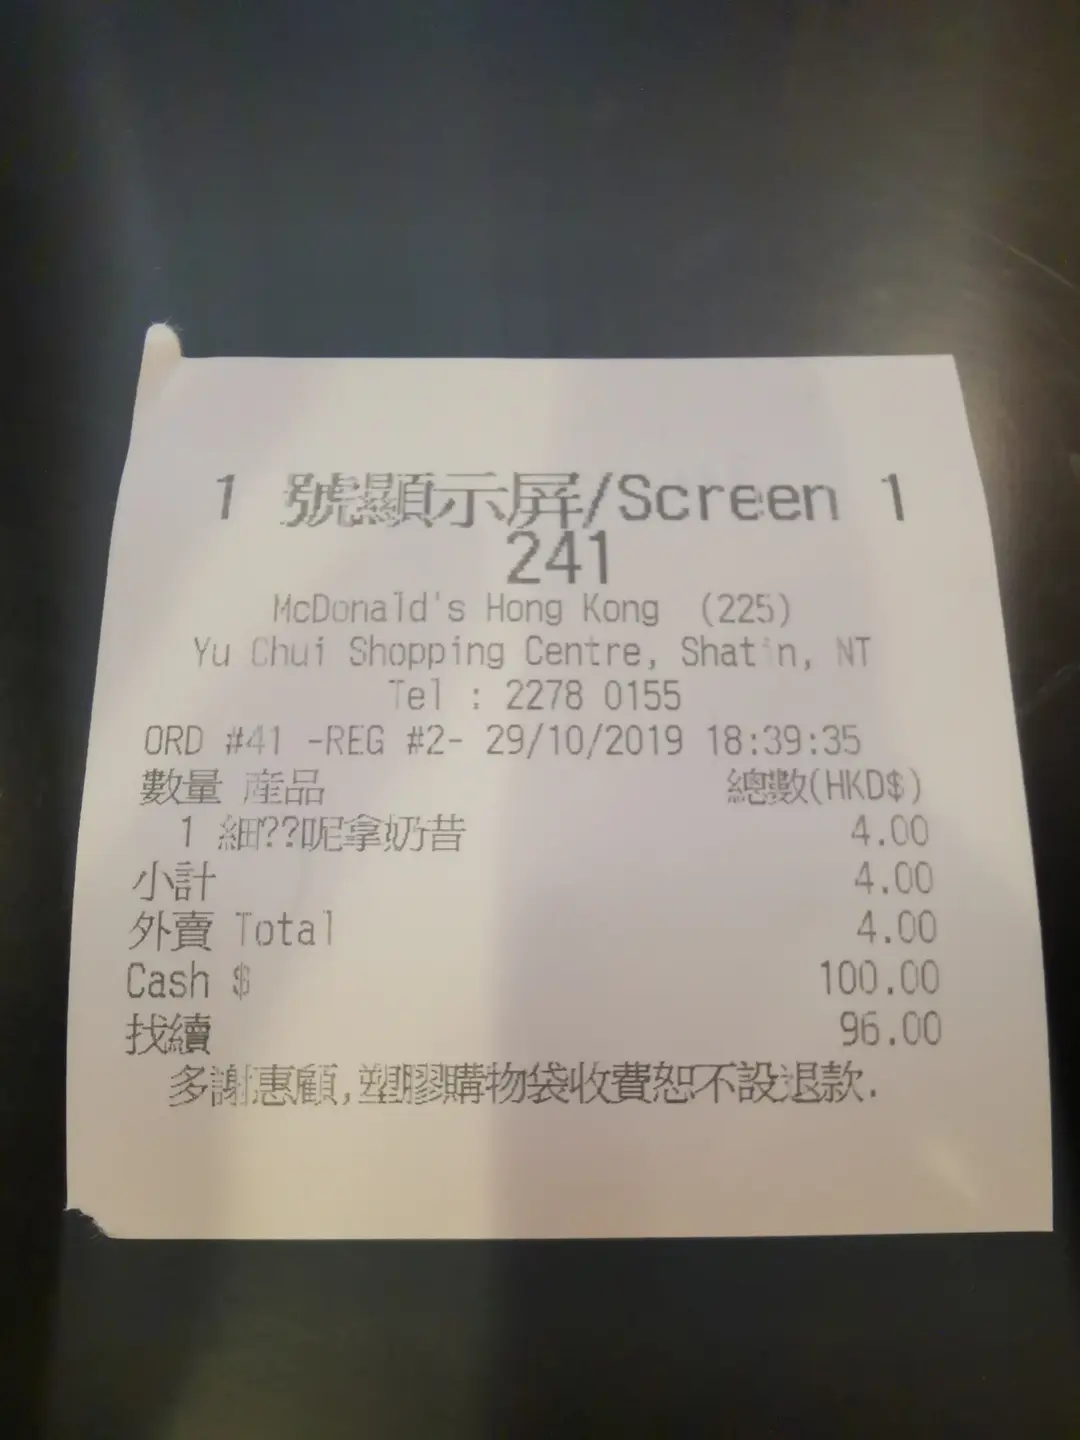 1 號顯示屏/Screen 1
241
McDonald's Hong Kong (225)
Yu Chui Shopping Centre, Shatin, NT
Tel : 2278 0155
ORD #41 -REG #2- 29/10/2019 18:39:35
數量 產品 總數(HKD$)
1 細??呢拿奶昔 4.00
小計 4.00
外賣 Total 4.00
Cash $ 100.00
找續 96.00
多謝惠顧,塑膠購物袋收費恕不設退款.